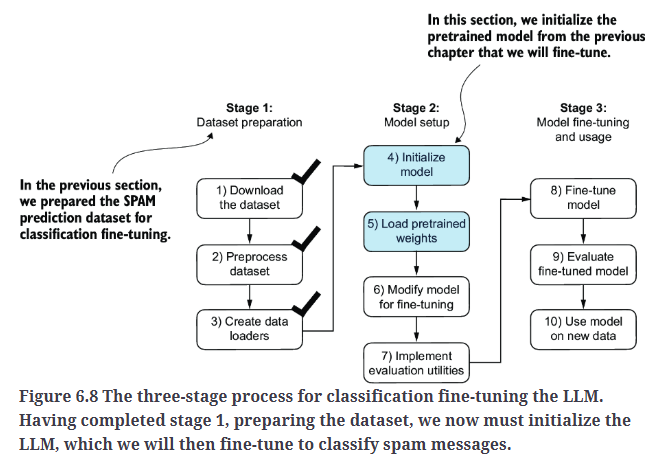 In this section, we initialize the
pretrained model from the previous
chapter that we will fine-tune.
Stage 1:
Dataset preparation
Stage 2:
Model setup
Stage 3:
Model fine-tuning
and usage
In the previous section,
we prepared the SPAM
prediction dataset for
classification fine-tuning.
1) Download
the dataset
2) Preprocess
dataset
3) Create data
loaders
4) Initialize
model
5) Load pretrained
weights
6) Modify model
for fine-tuning
7) Implement
evaluation utilities
8) Fine-tune
model
9) Evaluate
fine-tuned model
10) Use model
on new data
Figure 6.8 The three-stage process for classification fine-tuning the LLM.
Having completed stage 1, preparing the dataset, we now must initialize the
LLM, which we will then fine-tune to classify spam messages.